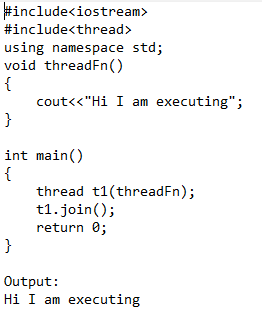 #include<iostream>
#include<thread>
using namespace std;
void threadFn()
{
    cout<<"Hi I am executing";
}

int main()
{
    thread t1(threadFn);
    t1.join();
    return 0;
}

Output:
Hi I am executing